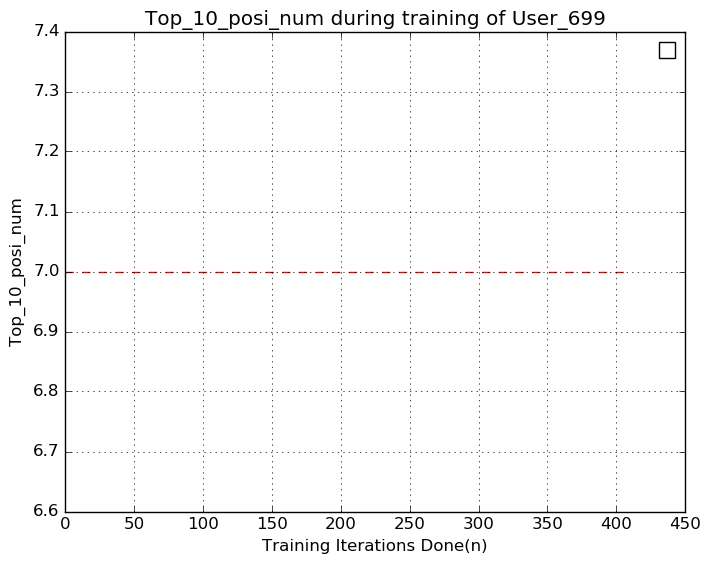 Top_10_posi_num during training of User_699
7.4
7.3
7.2
7.1
7.0
6.9
6.8
6.7
6.6
Top_10_posi_num
0 50 100 150 200 250 300 350 400 450
Training Iterations Done(n)